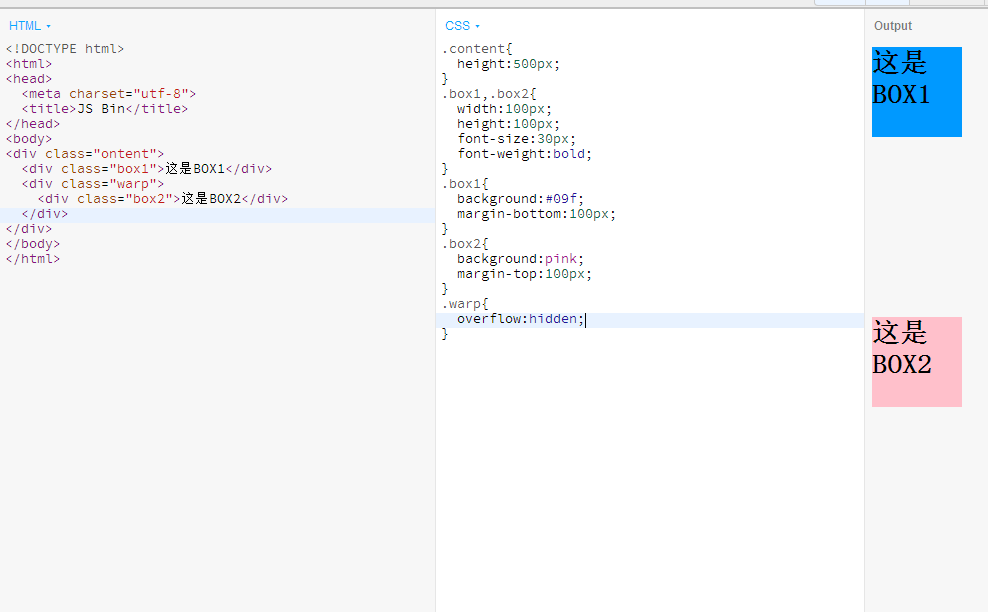 HTML
<!DOCTYPE html>
<html>
<head>
  <meta charset="utf-8">
  <title>JS Bin</title>
</head>
<body>
<div class="ontent">
  <div class="box1">这是BOX1</div>
  <div class="warp">
    <div class="box2">这是BOX2</div>
  </div>
</div>
</body>
</html>
CSS
.content{
  height:500px;
}
.box1,.box2{
  width:100px;
  height:100px;
  font-size:30px;
  font-weight:bold;
}
.box1{
  background:#09f;
  margin-bottom:100px;
}
.box2{
  background:pink;
  margin-top:100px;
}
.warp{
  overflow:hidden;
}
Output
这是
BOX1
这是
BOX2